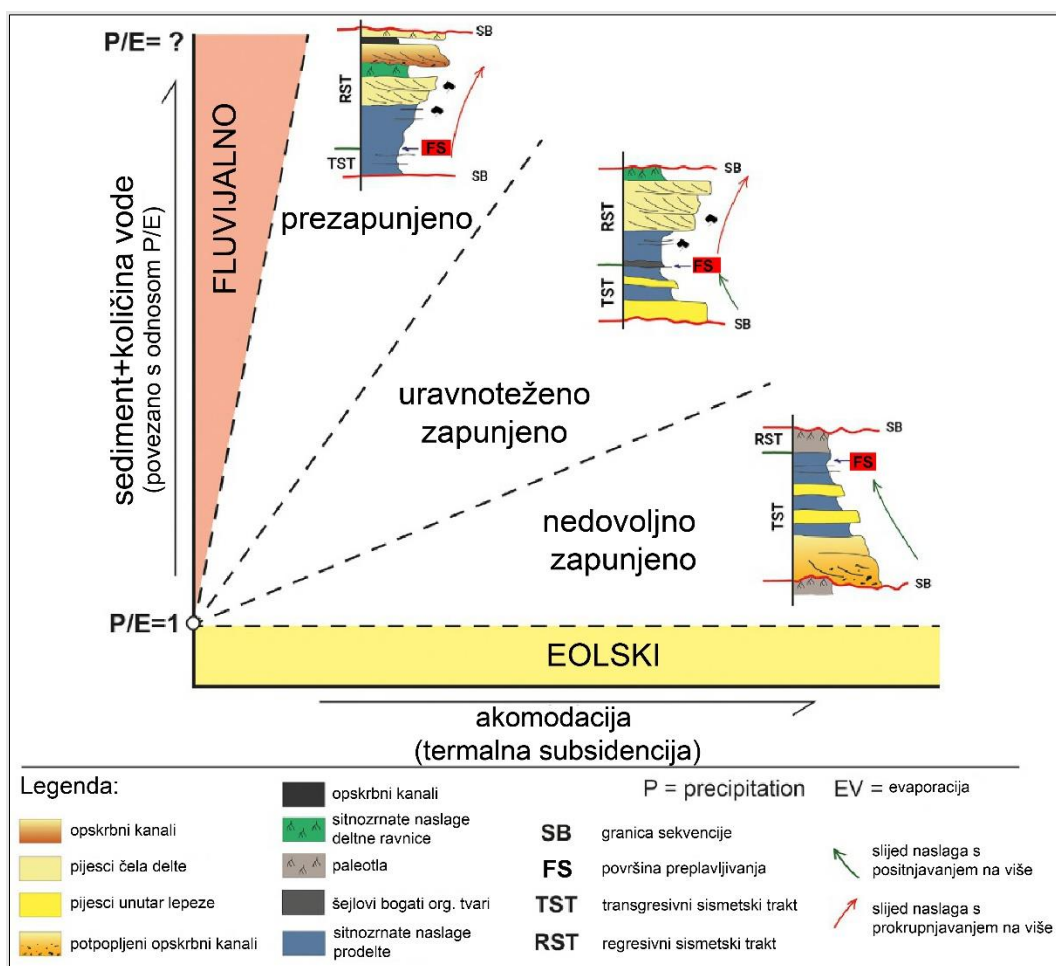 P/E= ?
sediment+količina vode
(povezano s odnosom P/E)
P/E=1
FLUVIJALNO
prezapunjeno
uravnoteženo
zapunjeno
nedovoljno
zapunjeno
EOLSKI
akomodacija
(termalna subsidencija)
SB
RST
FS
TST
SB
SB
RST
FS
TST
SB
SB
RST
FS
TST
SB
Legenda:
opskrbni kanali
pijesci čela delte
pijesci unutar lepeze
potpopljeni opskrbni kanali
opskrbni kanali
sitnozrnate naslage
deltne ravnice
paleotla
šejlovi bogati org. tvari
sitnozrnate naslage
prodelte
P = precipitation
EV = evaporacija
SB granica sekvencije
FS površina preplavljivanja
TST transgresivni sismetski trakt
RST regresivni sismetski trakt
slijed naslaga s
positnjavanjem na više
slijed naslaga s
prokrupnjavanjem na više